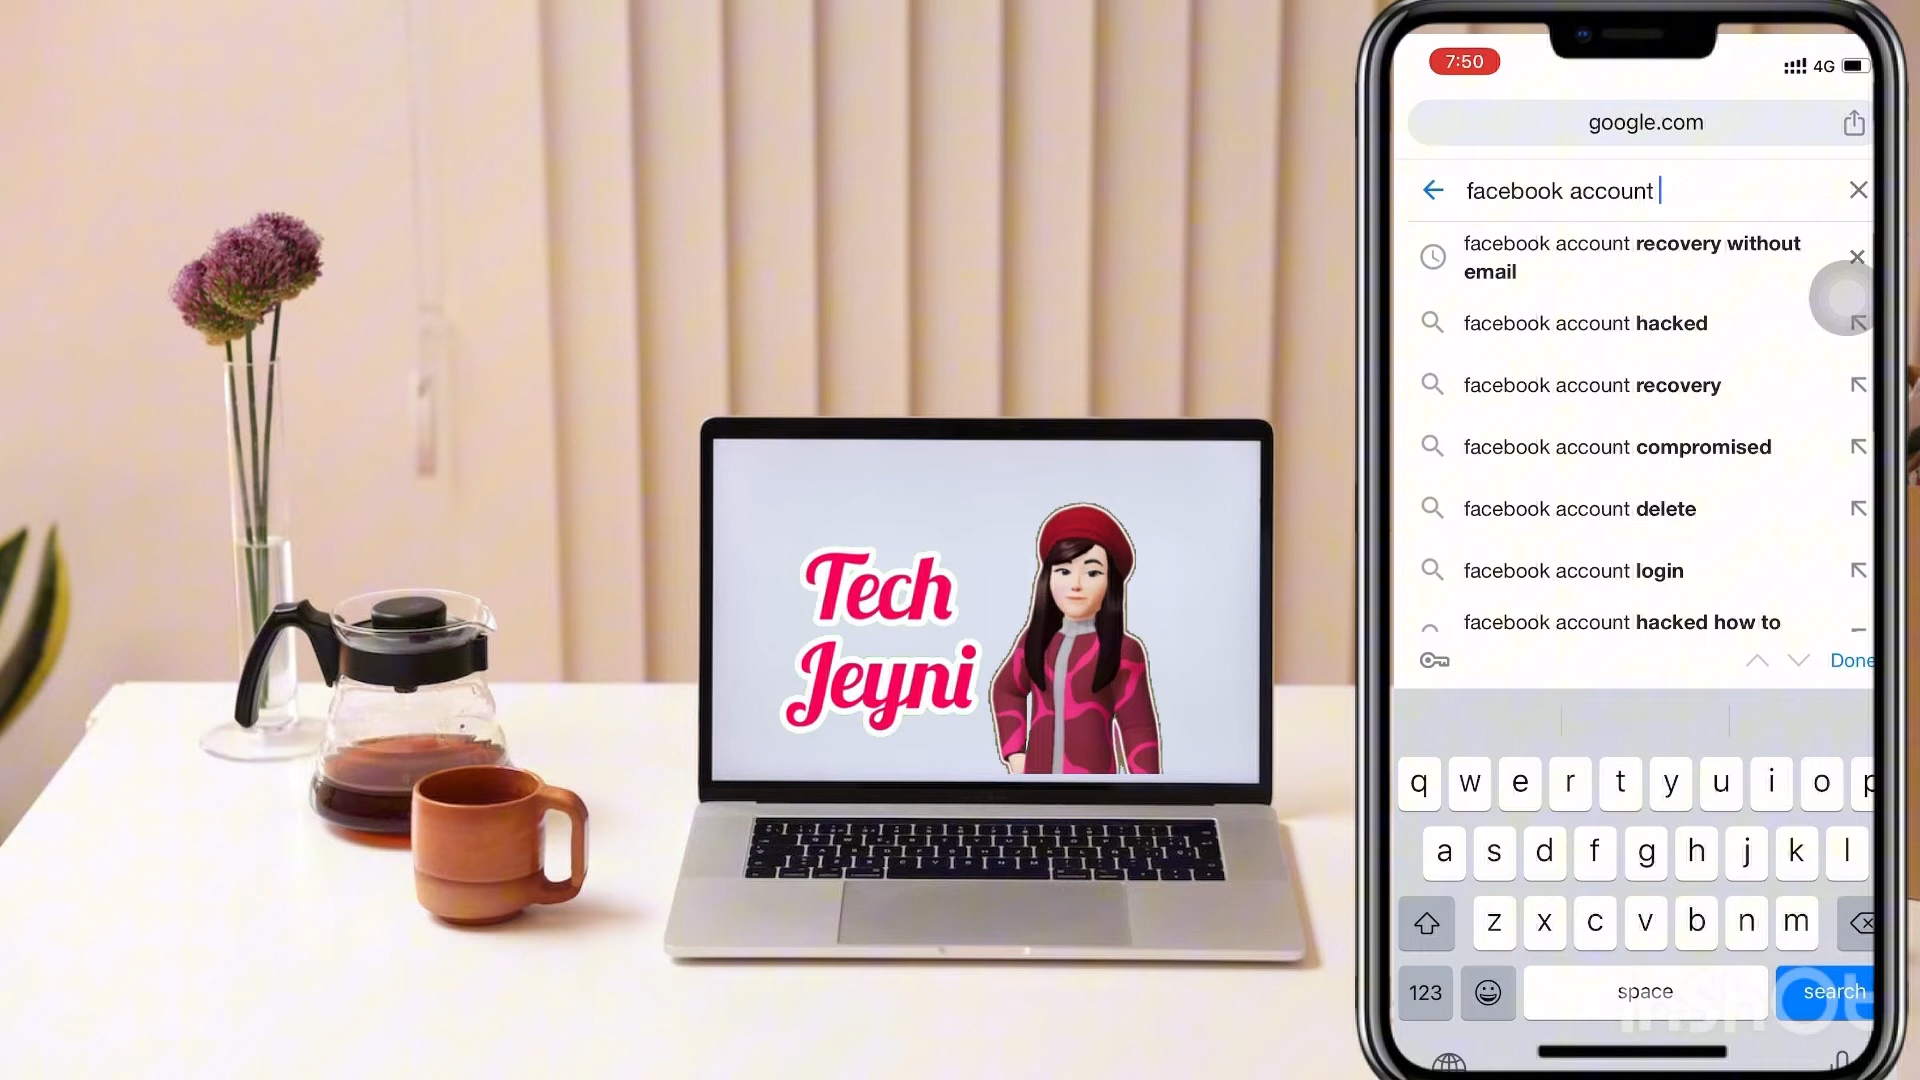 Tech
Jeyni
7:50
4G
google.com
facebook account
facebook account recovery without
email
facebook account hacked
facebook account recovery
facebook account compromised
facebook account delete
facebook account login
facebook account hacked how to
Done
q w e r t y u i o p
a s d f g h j k l
z x c v b n m
123
space
search
InShOt